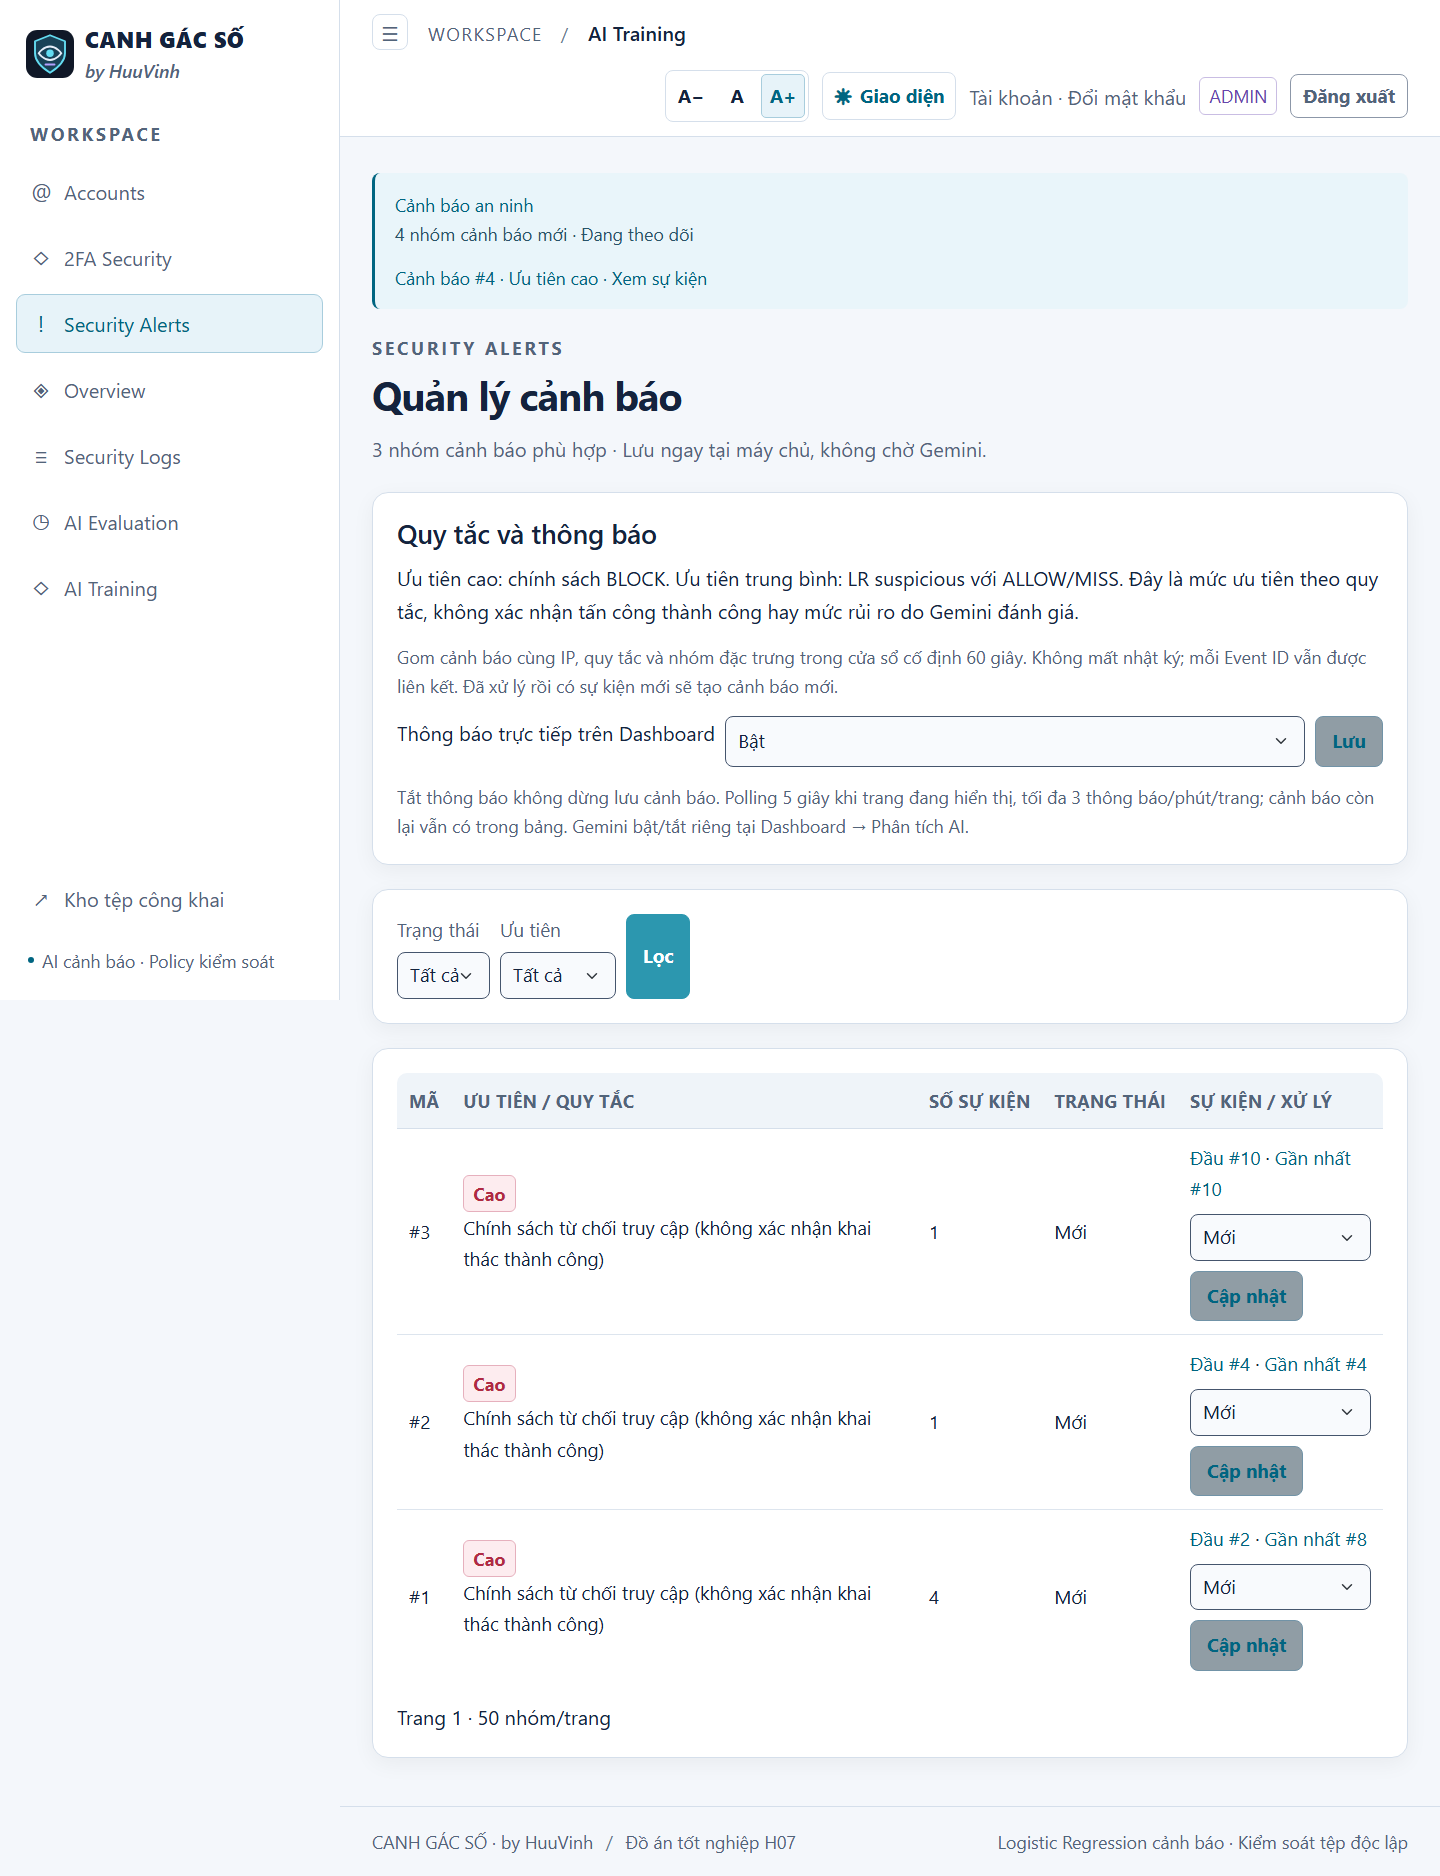 CANH GÁC SỐ
by HuuVinh
WORKSPACE
@ Accounts
2FA Security
! Security Alerts
Overview
Security Logs
AI Evaluation
AI Training
Kho tệp công khai
AI cảnh báo · Policy kiểm soát
WORKSPACE / AI Training
A− A A+ Giao diện Tài khoản · Đổi mật khẩu ADMIN Đăng xuất
Cảnh báo an ninh
4 nhóm cảnh báo mới · Đang theo dõi
Cảnh báo #4 · Ưu tiên cao · Xem sự kiện
SECURITY ALERTS
Quản lý cảnh báo
3 nhóm cảnh báo phù hợp · Lưu ngay tại máy chủ, không chờ Gemini.
Quy tắc và thông báo
Ưu tiên cao: chính sách BLOCK. Ưu tiên trung bình: LR suspicious với ALLOW/MISS. Đây là mức ưu tiên theo quy
tắc, không xác nhận tấn công thành công hay mức rủi ro do Gemini đánh giá.
Gom cảnh báo cùng IP, quy tắc và nhóm đặc trưng trong cửa sổ cố định 60 giây. Không mất nhật ký; mỗi Event ID vẫn được
liên kết. Đã xử lý rồi có sự kiện mới sẽ tạo cảnh báo mới.
Thông báo trực tiếp trên Dashboard Bật Lưu
Tắt thông báo không dừng lưu cảnh báo. Polling 5 giây khi trang đang hiển thị, tối đa 3 thông báo/phút/trang; cảnh báo còn
lại vẫn có trong bảng. Gemini bật/tắt riêng tại Dashboard → Phân tích AI.
Trạng thái Ưu tiên
Tất cả Tất cả Lọc
MÃ ƯU TIÊN / QUY TẮC SỐ SỰ KIỆN TRẠNG THÁI SỰ KIỆN / XỬ LÝ
Đầu #10 · Gần nhất
#10
Cao
#3 Chính sách từ chối truy cập (không xác nhận khai
thác thành công) 1 Mới Mới
Cập nhật
Đầu #4 · Gần nhất #4
Cao
#2 Chính sách từ chối truy cập (không xác nhận khai
thác thành công) 1 Mới Mới
Cập nhật
Đầu #2 · Gần nhất #8
Cao
#1 Chính sách từ chối truy cập (không xác nhận khai
thác thành công) 4 Mới Mới
Cập nhật
Trang 1 · 50 nhóm/trang
CANH GÁC SỐ · by HuuVinh / Đồ án tốt nghiệp H07
Logistic Regression cảnh báo · Kiểm soát tệp độc lập